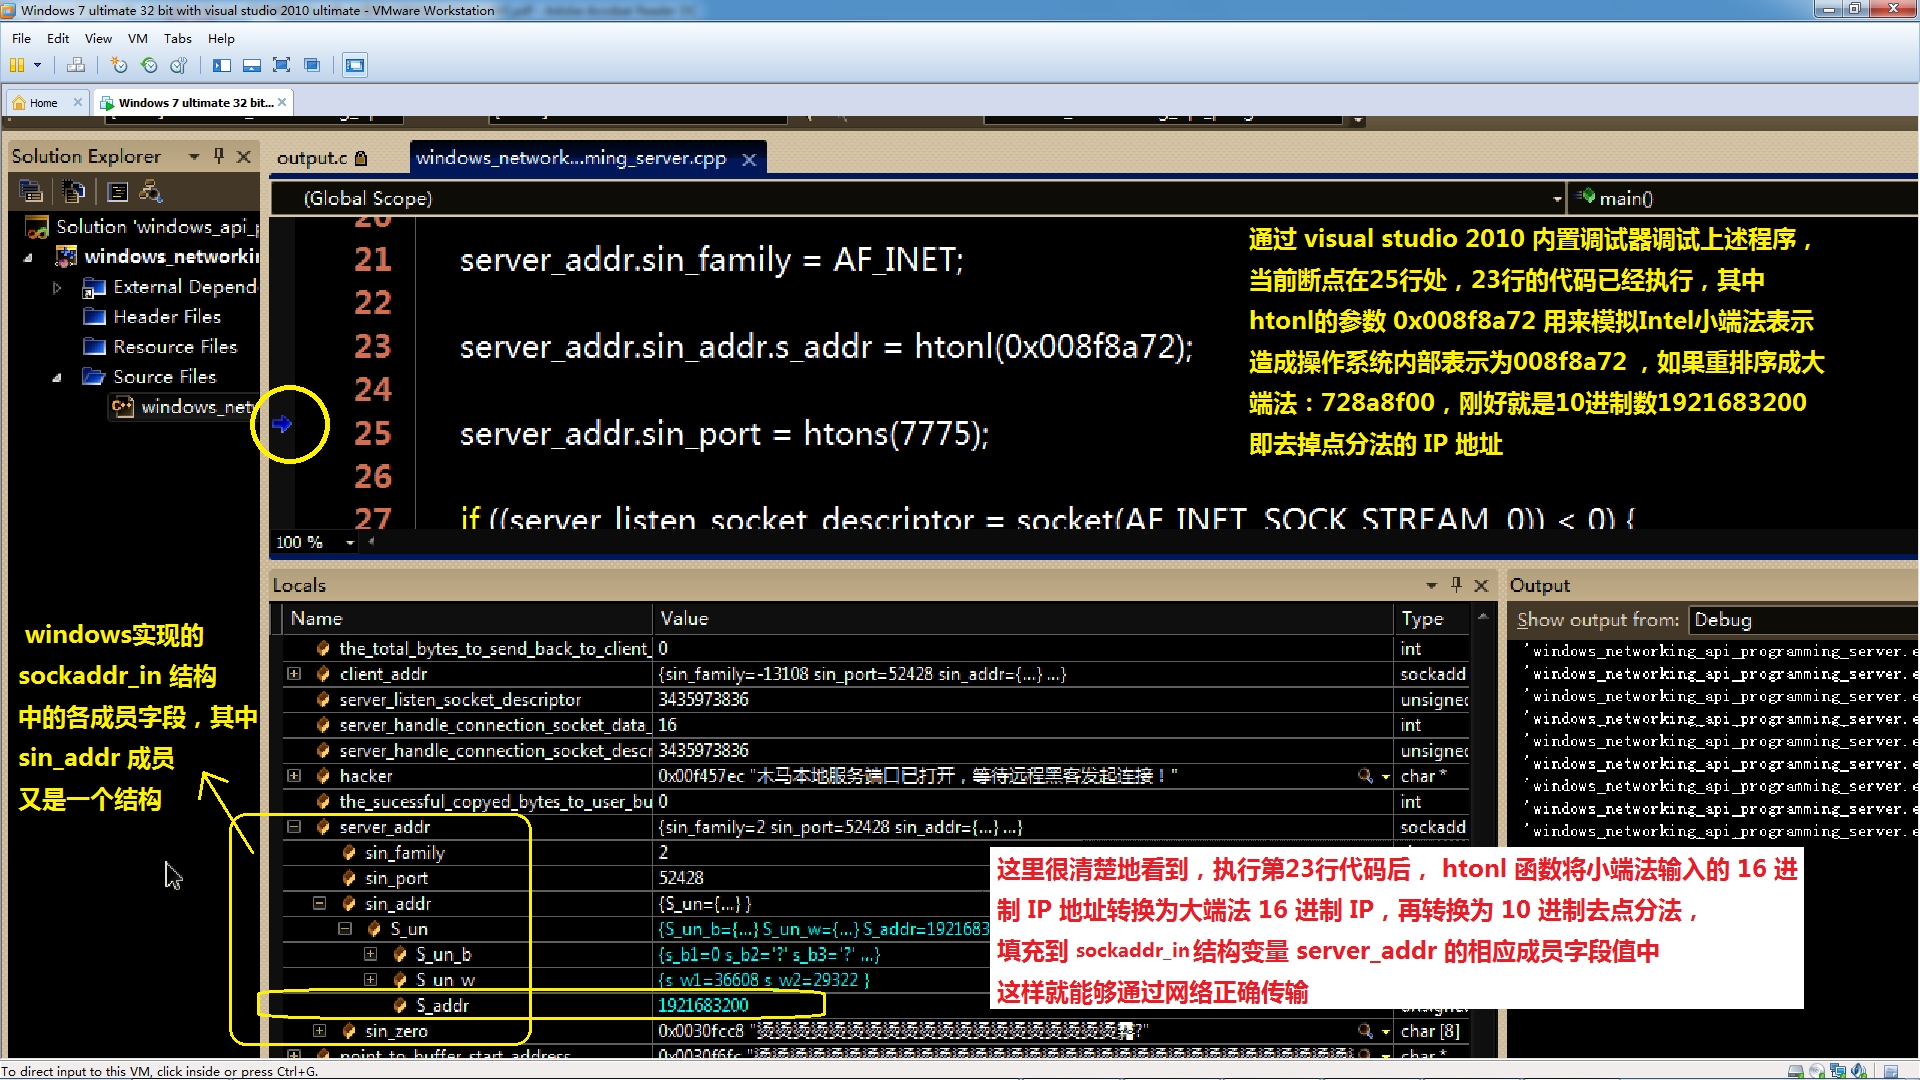 Windows 7 ultimate 32 bit with visual studio 2010 ultimate - VMware Workstation
File Edit View VM Tabs Help
Home
Windows 7 ultimate 32 bit...
Solution Explorer
output.c
windows_network...ming_server.cpp
(Global Scope)
main()
Solution 'windows_api_
windows_networkin
External Depend
Header Files
Resource Files
Source Files
windows_net
20
21 server_addr.sin_family = AF_INET;
22
23 server_addr.sin_addr.s_addr = htonl(0x008f8a72);
24
25 server_addr.sin_port = htons(7775);
26
27 if ((server_listen_socket_descriptor = socket(AF_INET, SOCK_STREAM, 0)) < 0) {
通过 visual studio 2010 内置调试器调试上述程序，
当前断点在25行处，23行的代码已经执行，其中
htonl的参数 0x008f8a72 用来模拟Intel小端法表示
造成操作系统内部表示为008f8a72 ，如果重排序成大
端法：728a8f00，刚好就是10进制数1921683200
即去掉点分法的 IP 地址
100 %
windows实现的
sockaddr_in 结构
中的各成员字段，其中
sin_addr 成员
又是一个结构
Locals
Name Value Type
the_total_bytes_to_send_back_to_client_ 0 int
client_addr {sin_family=-13108 sin_port=52428 sin_addr={...} ...} sockadd
server_listen_socket_descriptor 3435973836 unsigned
server_handle_connection_socket_data_ 16 int
server_handle_connection_socket_descr 3435973836 unsigned
hacker 0x00f457ec "木马本地服务端口已打开，等待远程黑客发起连接！" char *
the_sucessful_copyed_bytes_to_user_bu 0 int
server_addr {sin_family=2 sin_port=52428 sin_addr={...} ...} sockadd
sin_family 2
sin_port 52428
sin_addr {S_un={...} }
S_un {S_un_b={...} S_un_w={...} S_addr=1921683
S_un_b {s_b1=0 s_b2='?' s_b3='?' ...}
S_un_w {s_w1=36608 s_w2=29322 }
S_addr 1921683200
sin_zero 0x0030fcc8 char [8]
point_to_buffer_start_address 0x0030f6fc char *
这里很清楚地看到，执行第23行代码后， htonl 函数将小端法输入的 16 进
制 IP 地址转换为大端法 16 进制 IP，再转换为 10 进制去点分法，
填充到 sockaddr_in结构变量 server_addr 的相应成员字段值中
这样就能够通过网络正确传输
Output
Show output from: Debug
'windows_networking_api_programming_server.e
'windows_networking_api_programming_server.e
'windows_networking_api_programming_server.e
'windows_networking_api_programming_server.e
'windows_networking_api_programming_server.e
'windows_networking_api_programming_server.e
'windows_networking_api_programming_server.e
'windows_networking_api_programming_server.e
'windows_networking_api_programming_server.e
To direct input to this VM, click inside or press Ctrl+G.